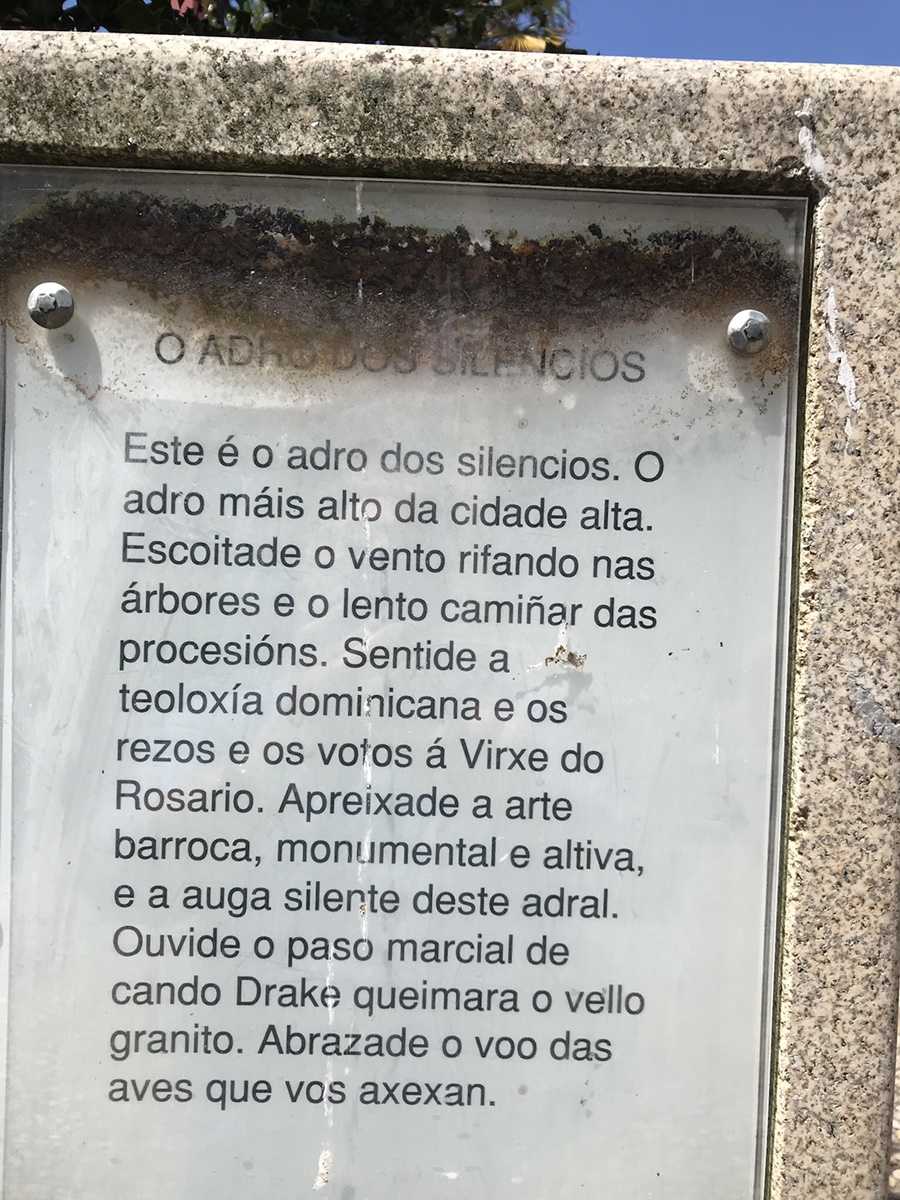 O ADRO DOS SILENCIOS
Este é o adro dos silencios. O
adro máis alto da cidade alta.
Escoitade o vento rifando nas
árbores e o lento camiñar das
procesións. Sentide a
teoloxía dominicana e os
rezos e os votos á Virxe do
Rosario. Apreixade a arte
barroca, monumental e altiva,
e a auga silente deste adral.
Ouvide o paso marcial de
cando Drake queimara o vello
granito. Abrazade o voo das
aves que vos axexan.